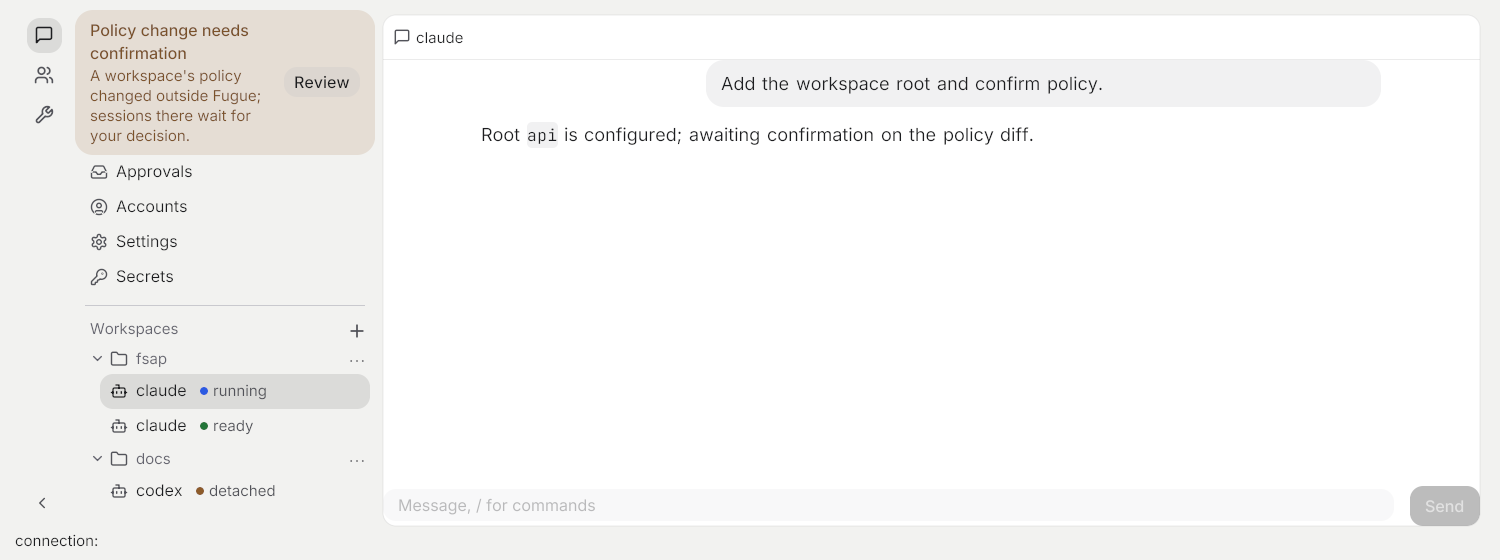 Policy change needs
confirmation
A workspace's policy
changed outside Fugue;
sessions there wait for
your decision.
Review
Approvals
Accounts
Settings
Secrets
Workspaces
fsap
...
claude running
claude ready
docs
...
codex detached
connection:
claude
Add the workspace root and confirm policy.
Root api is configured; awaiting confirmation on the policy diff.
Message, / for commands
Send